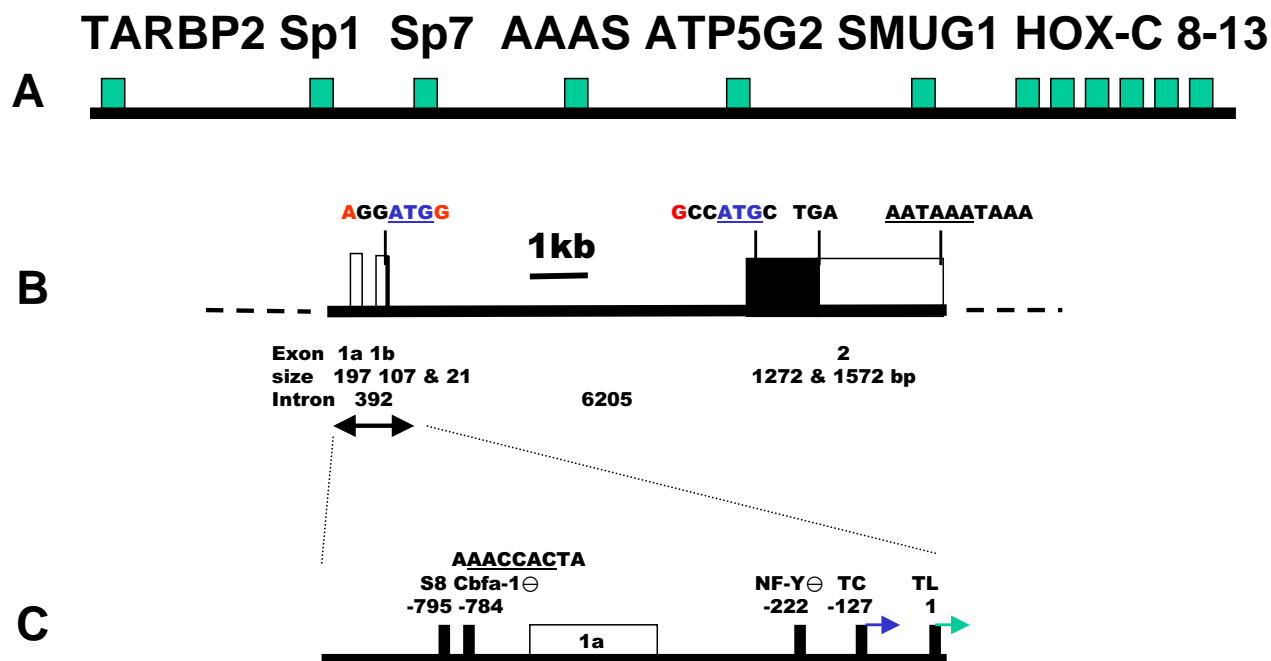 TARBP2 Sp1 Sp7 AAAS ATP5G2 SMUG1 HOX-C 8-13
A
AGGATGG GCCATGC TGA AATAAATAAA
1kb
B
Exon 1a 1b 2
size 197 107 & 21 1272 & 1572 bp
Intron 392 6205
AAACCACTA
S8 Cbfa-1⊖ NF-Y⊖ TC TL
-795 -784 -222 -127 1
C
1a